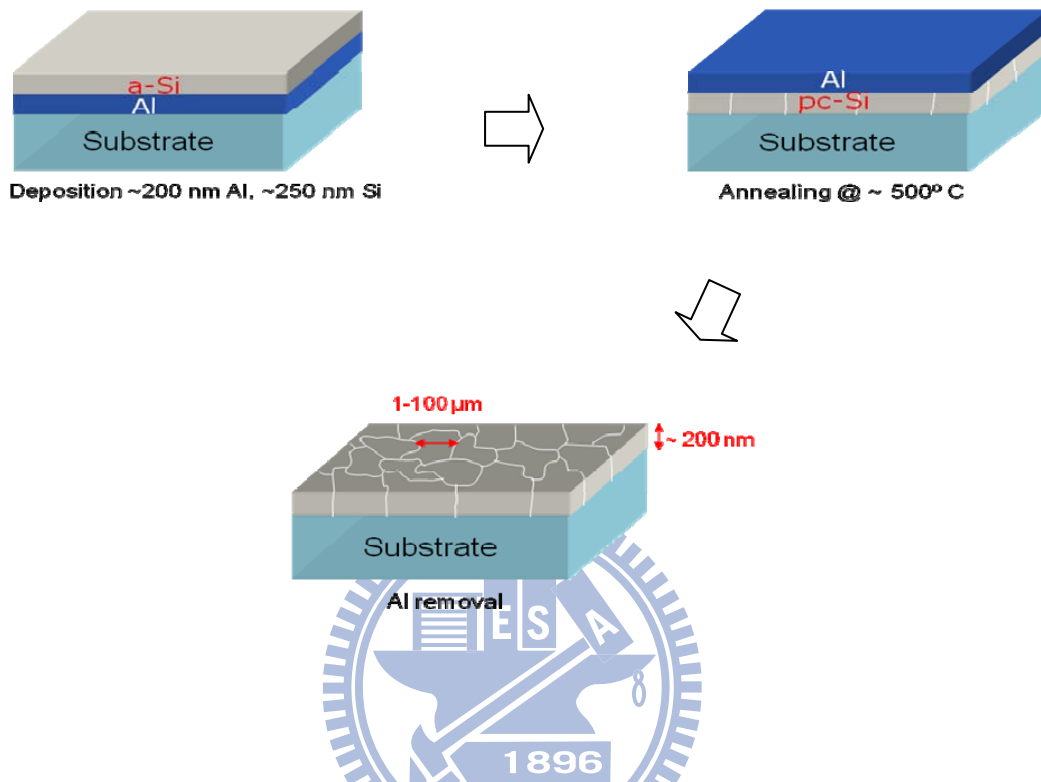 a-Si
Al
Substrate
Deposition ~200 nm Al, ~250 nm Si
Al
pc-Si
Substrate
Annealing @ ~ 500º C
1-100 µm
~ 200 nm
Substrate
Al removal
E S A
8
1896